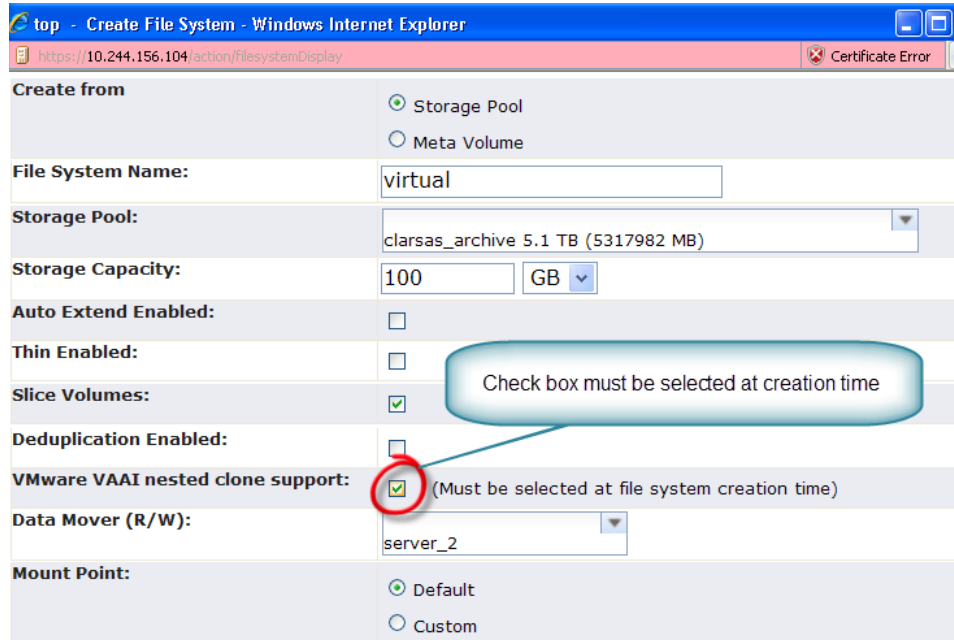 top - Create File System - Windows Internet Explorer
https://10.244.156.104/action/filesystemDisplay Certificate Error
Create from
Storage Pool
Meta Volume
File System Name: virtual
Storage Pool: clarsas_archive 5.1 TB (5317982 MB)
Storage Capacity: 100 GB
Auto Extend Enabled:
Thin Enabled:
Check box must be selected at creation time
Slice Volumes:
Deduplication Enabled:
VMware VAAI nested clone support: (Must be selected at file system creation time)
Data Mover (R/W): server_2
Mount Point:
Default
Custom